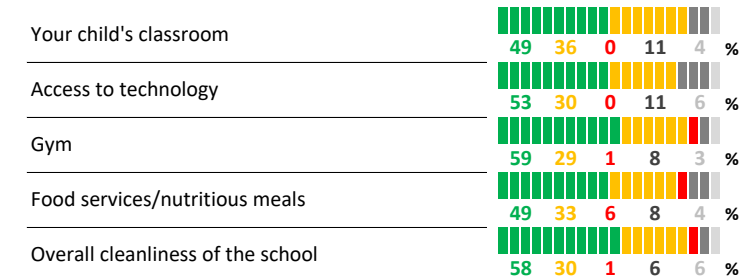 Your child's classroom
49 36 0 11 4 %
Access to technology
53 30 0 11 6 %
Gym
59 29 1 8 3 %
Food services/nutritious meals
49 33 6 8 4 %
Overall cleanliness of the school
58 30 1 6 6 %